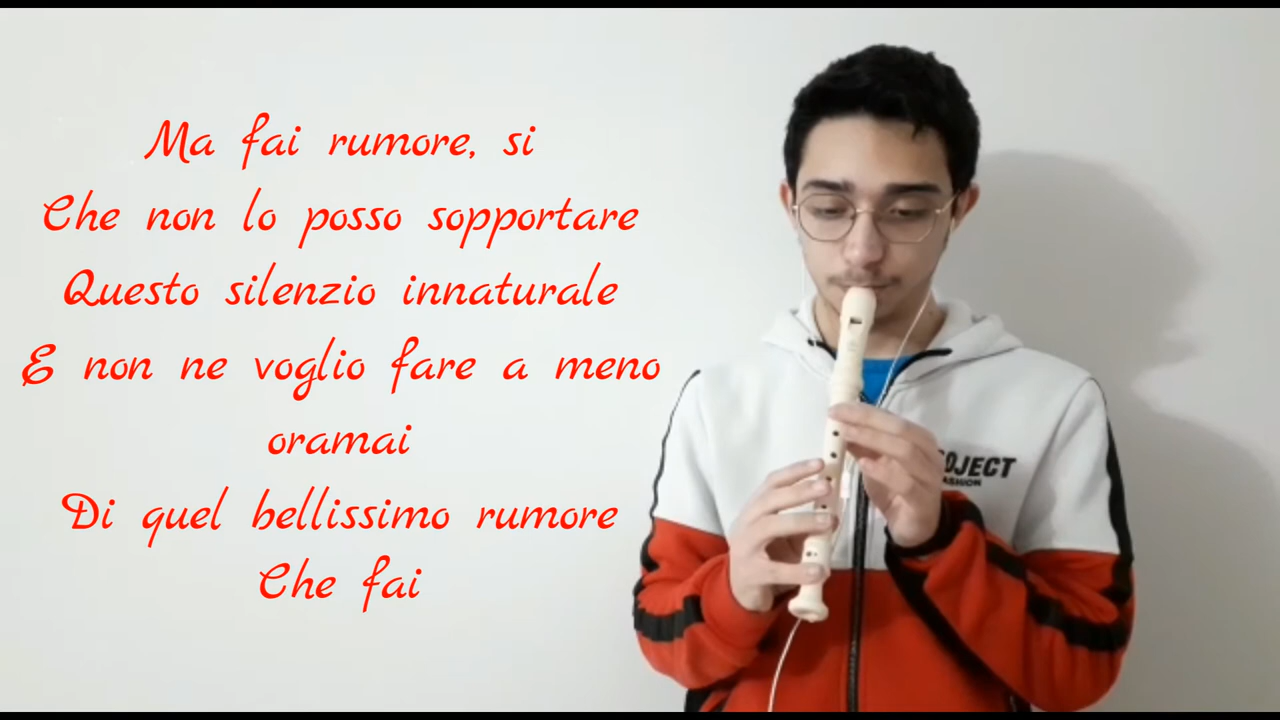 Ma fai rumore, si
Che non lo posso sopportare
Questo silenzio innaturale
E non ne voglio fare a meno
oramai
Di quel bellissimo rumore
Che fai
OJECT